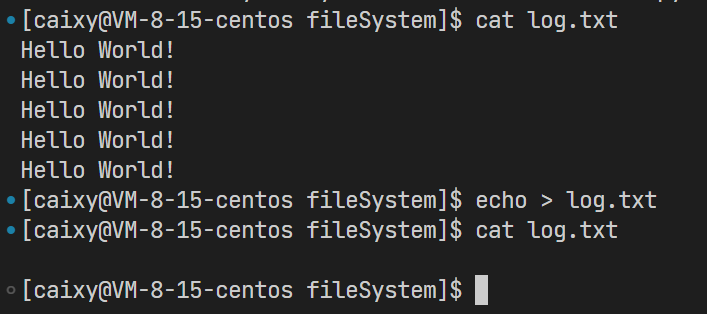 [caixy@VM-8-15-centos fileSystem]$ cat log.txt
Hello World!
Hello World!
Hello World!
Hello World!
Hello World!
[caixy@VM-8-15-centos fileSystem]$ echo > log.txt
[caixy@VM-8-15-centos fileSystem]$ cat log.txt

[caixy@VM-8-15-centos fileSystem]$